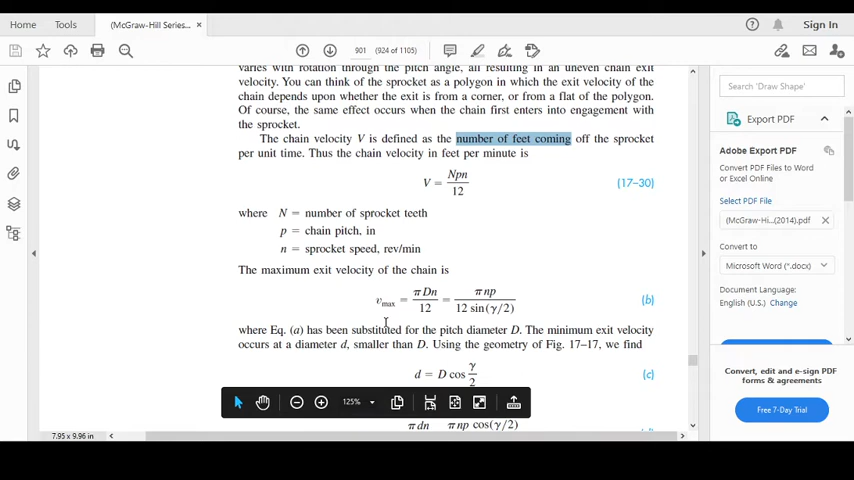 Home
Tools
(McGraw-Hill Series...
×
Sign In
901
(924 of 1105)
varies with rotation through the pitch angle, all resulting in an uneven chain exit
velocity. You can think of the sprocket as a polygon in which the exit velocity of the
chain depends upon whether the exit is from a corner, or from a flat of the polygon.
Of course, the same effect occurs when the chain first enters into engagement with
the sprocket.
The chain velocity V is defined as the number of feet coming off the sprocket
per unit time. Thus the chain velocity in feet per minute is
V = Npn/12 (17–30)
where N = number of sprocket teeth
p = chain pitch, in
n = sprocket speed, rev/min
The maximum exit velocity of the chain is
vmax = πDn/12 = πnp/12 sin(γ/2) (b)
where Eq. (a) has been substituted for the pitch diameter D. The minimum exit velocity
occurs at a diameter d, smaller than D. Using the geometry of Fig. 17–17, we find
d = D cos γ/2 (c)
125%
πdn πnp cos(γ/2)
7.95 x 9.96 in
Search 'Draw Shape'
Export PDF
Adobe Export PDF
Convert PDF Files to Word
or Excel Online
Select PDF File
(McGraw-Hi...(2014).pdf
Convert to
Microsoft Word (*.docx)
Document Language:
English (U.S.) Change
Convert, edit and e-sign PDF
forms & agreements
Free 7-Day Trial